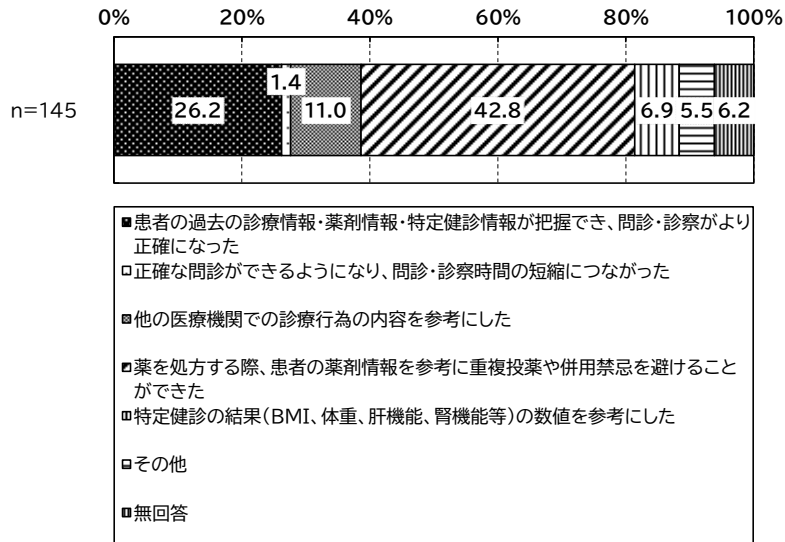 0% 20% 40% 60% 80% 100%
n=145
26.2 1.4 11.0 42.8 6.9 5.5 6.2
患者の過去の診療情報・薬剤情報・特定健診情報が把握でき、問診・診察がより
正確になった
正確な問診ができるようになり、問診・診察時間の短縮につながった
他の医療機関での診療行為の内容を参考にした
薬を処方する際、患者の薬剤情報を参考に重複投薬や併用禁忌を避けること
ができた
特定健診の結果(BMI、体重、肝機能、腎機能等)の数値を参考にした
その他
無回答